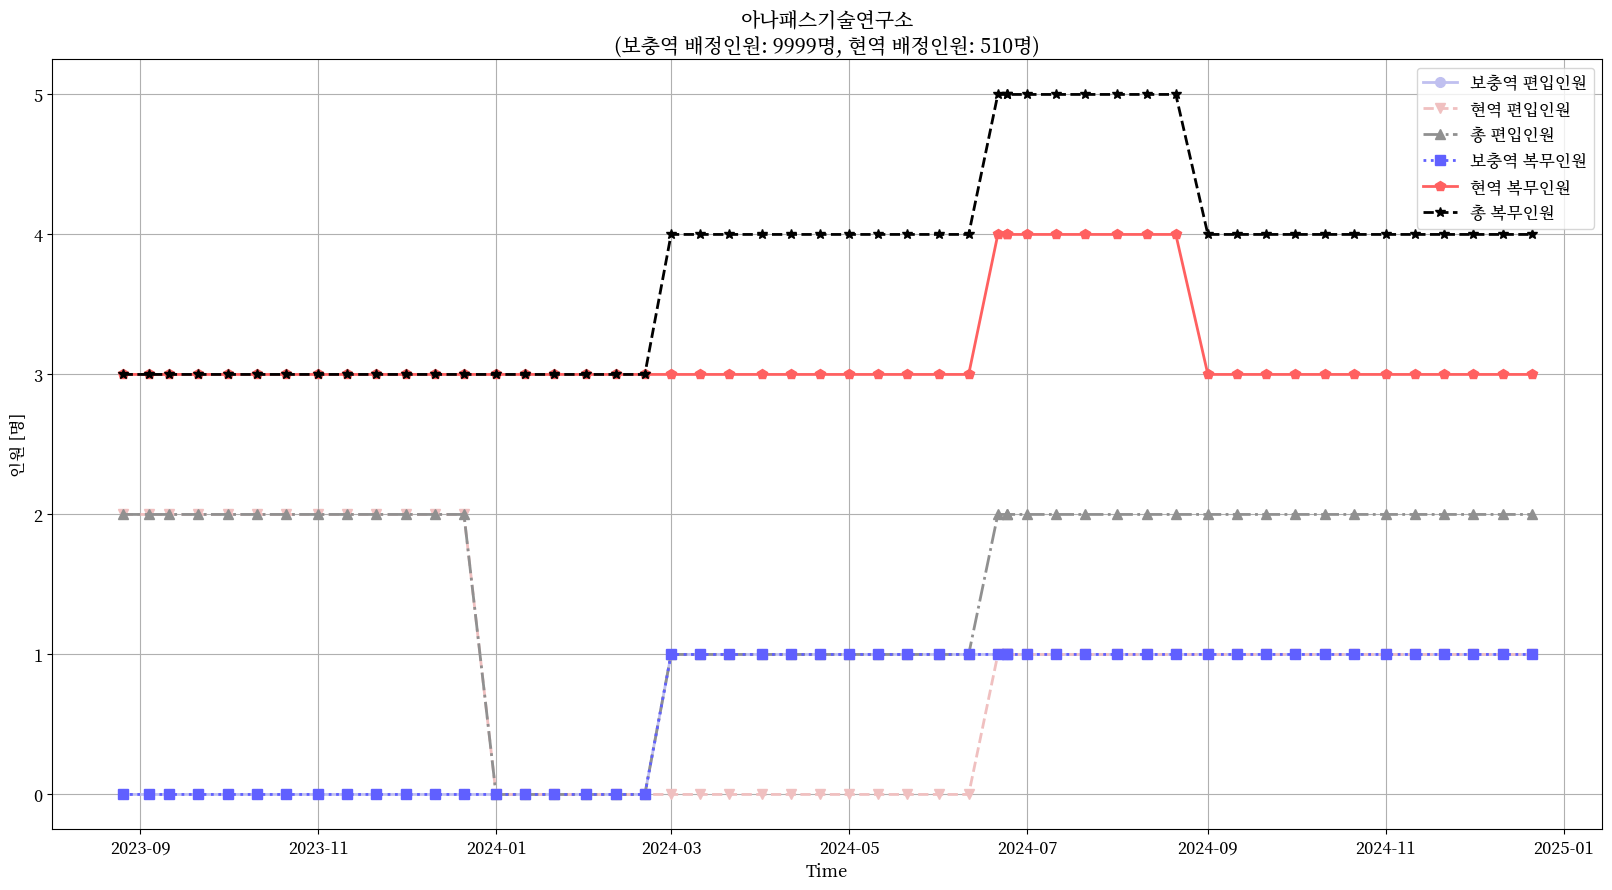 아나패스기술연구소
(보충역 배정인원: 9999명, 현역 배정인원: 510명)
보충역 편입인원
현역 편입인원
총 편입인원
보충역 복무인원
현역 복무인원
총 복무인원
인원 [명]
5
4
3
2
1
0
2023-09
2023-11
2024-01
2024-03
2024-05
2024-07
2024-09
2024-11
2025-01
Time